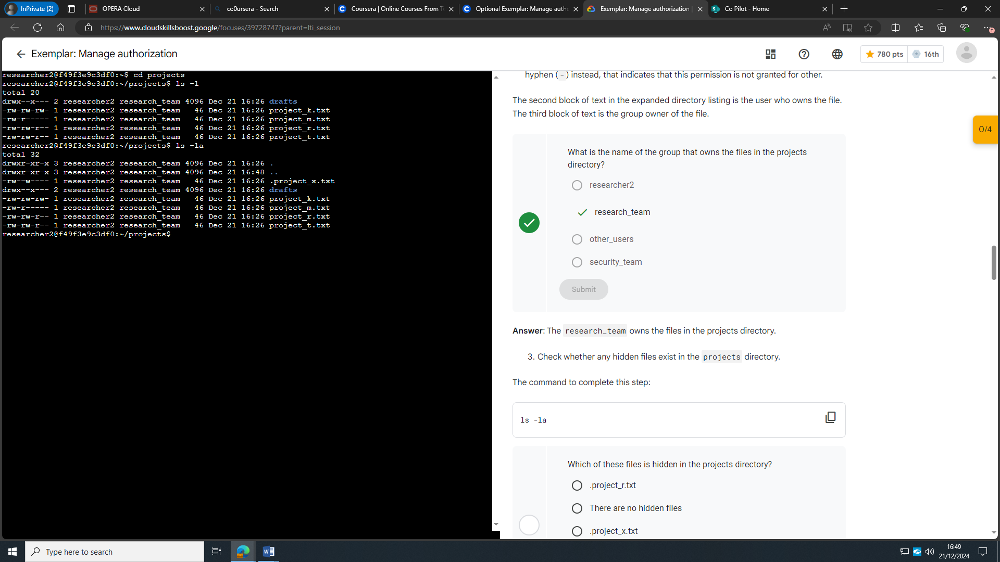 InPrivate (2)
OPERA Cloud
co0ursera - Search
Coursera | Online Courses From T
Optional Exemplar: Manage auth
Exemplar: Manage authorization |
Co Pilot - Home
https://www.cloudskillsboost.google/focuses/39728747?parent=lti_session
Exemplar: Manage authorization
780 pts
16th
researcher2@f49f3e9c3df0:~$ cd projects
researcher2@f49f3e9c3df0:~/projects$ ls -l
total 20
drwx--x--- 2 researcher2 research_team 4096 Dec 21 16:26 drafts
-rw-rw-rw- 1 researcher2 research_team 46 Dec 21 16:26 project_k.txt
-rw-r----- 1 researcher2 research_team 46 Dec 21 16:26 project_m.txt
-rw-rw-r-- 1 researcher2 research_team 46 Dec 21 16:26 project_r.txt
-rw-rw-r-- 1 researcher2 research_team 46 Dec 21 16:26 project_t.txt
researcher2@f49f3e9c3df0:~/projects$ ls -la
total 32
drwxr-xr-x 3 researcher2 research_team 4096 Dec 21 16:26 .
drwxr-xr-x 3 researcher2 research_team 4096 Dec 21 16:48 ..
-rw--w---- 1 researcher2 research_team 46 Dec 21 16:26 .project_x.txt
drwx--x--- 2 researcher2 research_team 4096 Dec 21 16:26 drafts
-rw-rw-rw- 1 researcher2 research_team 46 Dec 21 16:26 project_k.txt
-rw-r----- 1 researcher2 research_team 46 Dec 21 16:26 project_m.txt
-rw-rw-r-- 1 researcher2 research_team 46 Dec 21 16:26 project_r.txt
-rw-rw-r-- 1 researcher2 research_team 46 Dec 21 16:26 project_t.txt
researcher2@f49f3e9c3df0:~/projects$
hyphen (-) instead, that indicates that this permission is not granted for other.
The second block of text in the expanded directory listing is the user who owns the file.
The third block of text is the group owner of the file.
0/4
What is the name of the group that owns the files in the projects
directory?
researcher2
research_team
other_users
security_team
Submit
Answer: The research_team owns the files in the projects directory.
3. Check whether any hidden files exist in the projects directory.
The command to complete this step:
ls -la
Which of these files is hidden in the projects directory?
.project_r.txt
There are no hidden files
.project_x.txt
Type here to search
16:49
21/12/2024